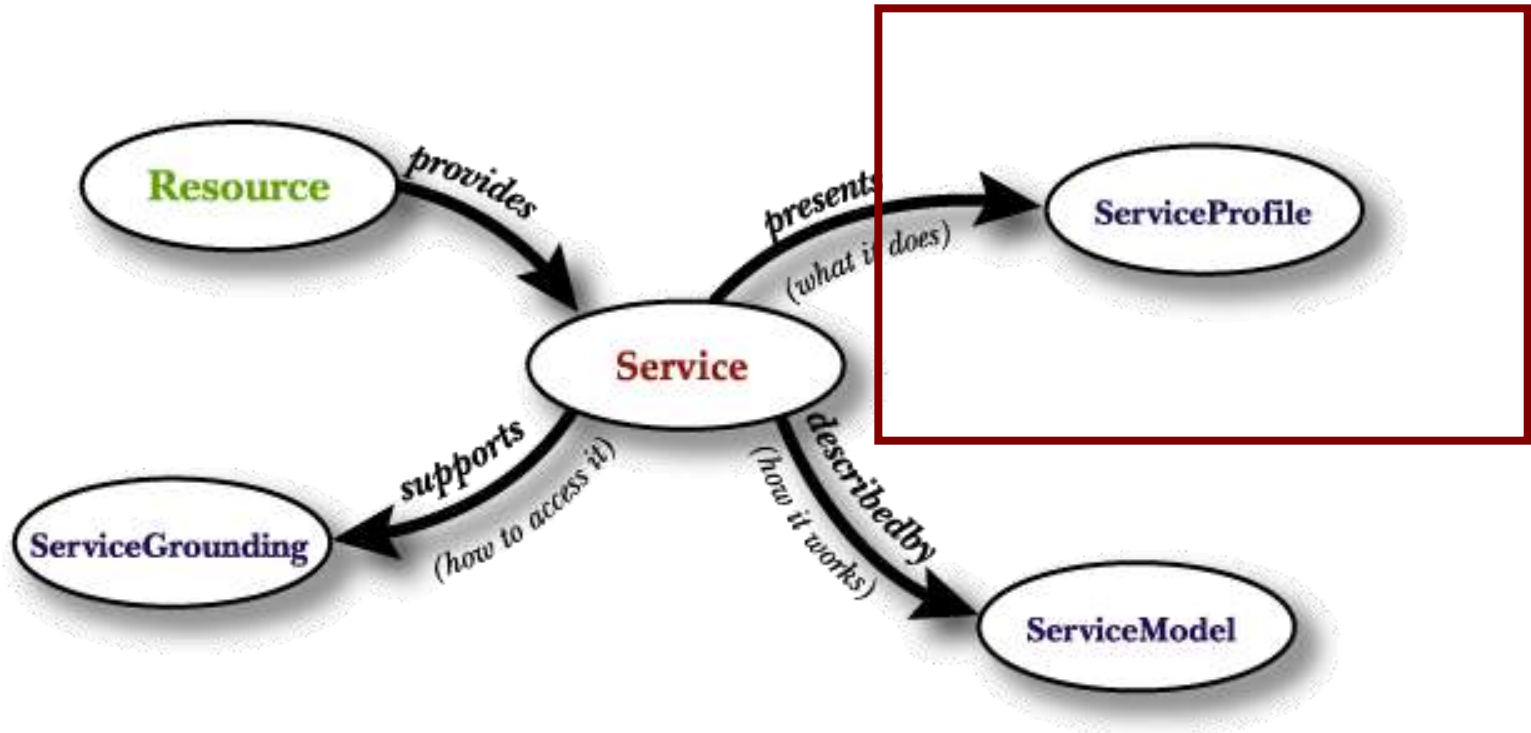 Resource
provides
presents
(what it does)
ServiceProfile
Service
supports
(how to access it)
describedby
(how it works)
ServiceGrounding
ServiceModel